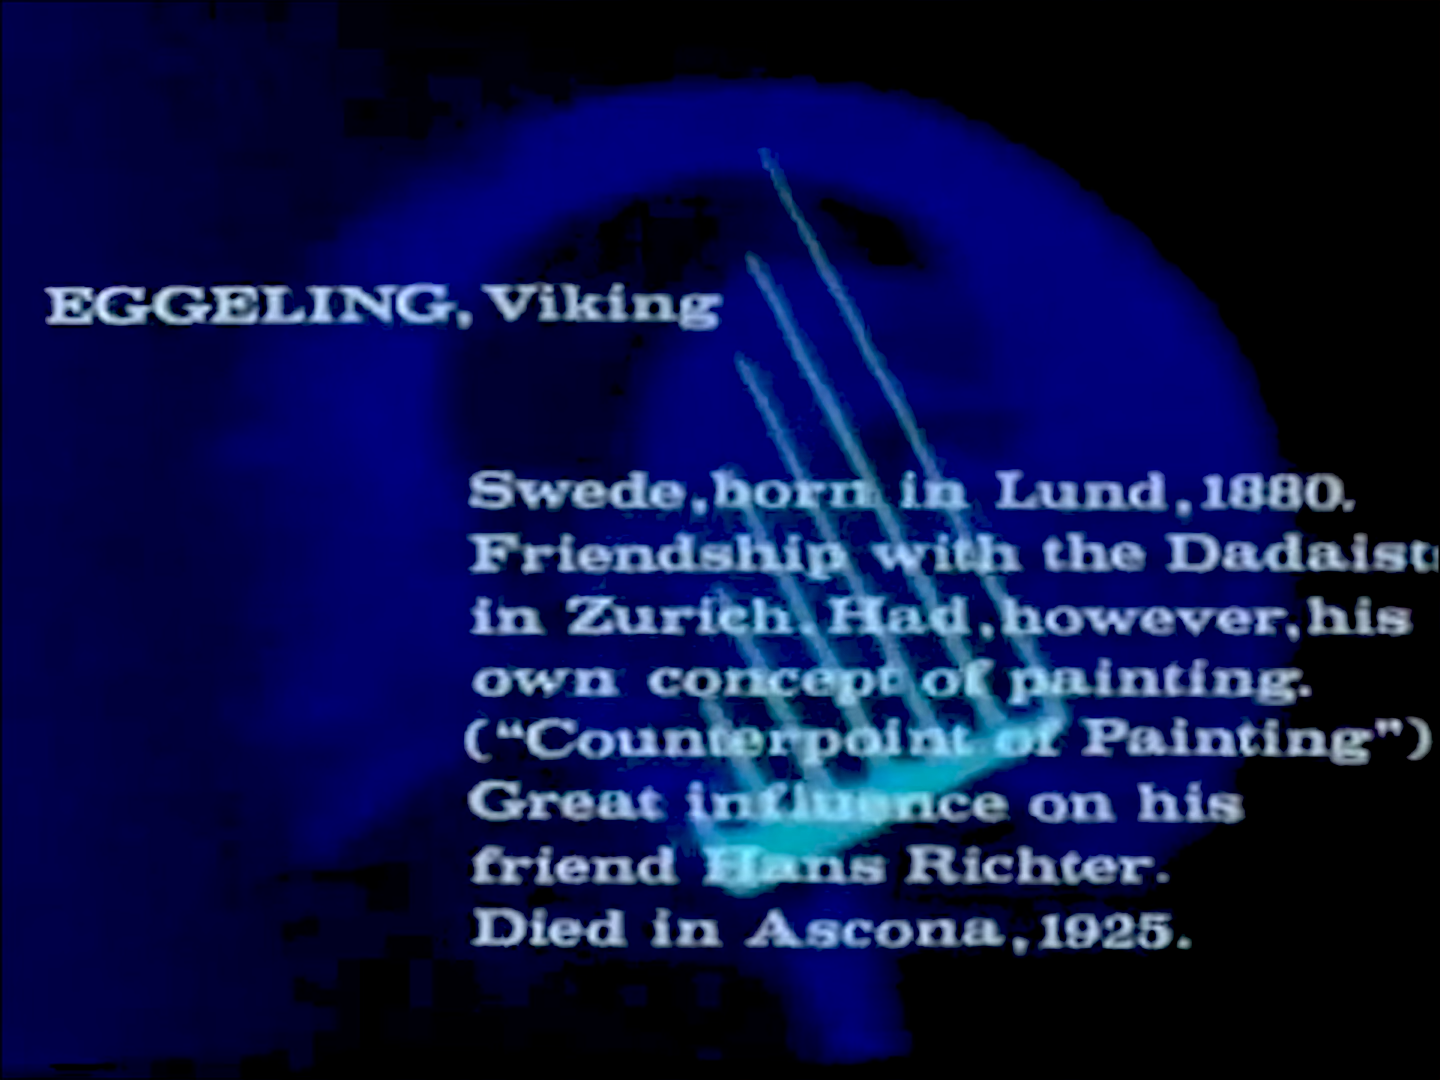 EGGELING, Viking
Swede, born in Lund, 1880.
Friendship with the Dadaists
in Zurich. Had, however, his
own concept of painting.
("Counterpoint of Painting")
Great influence on his
friend Hans Richter.
Died in Ascona, 1925.